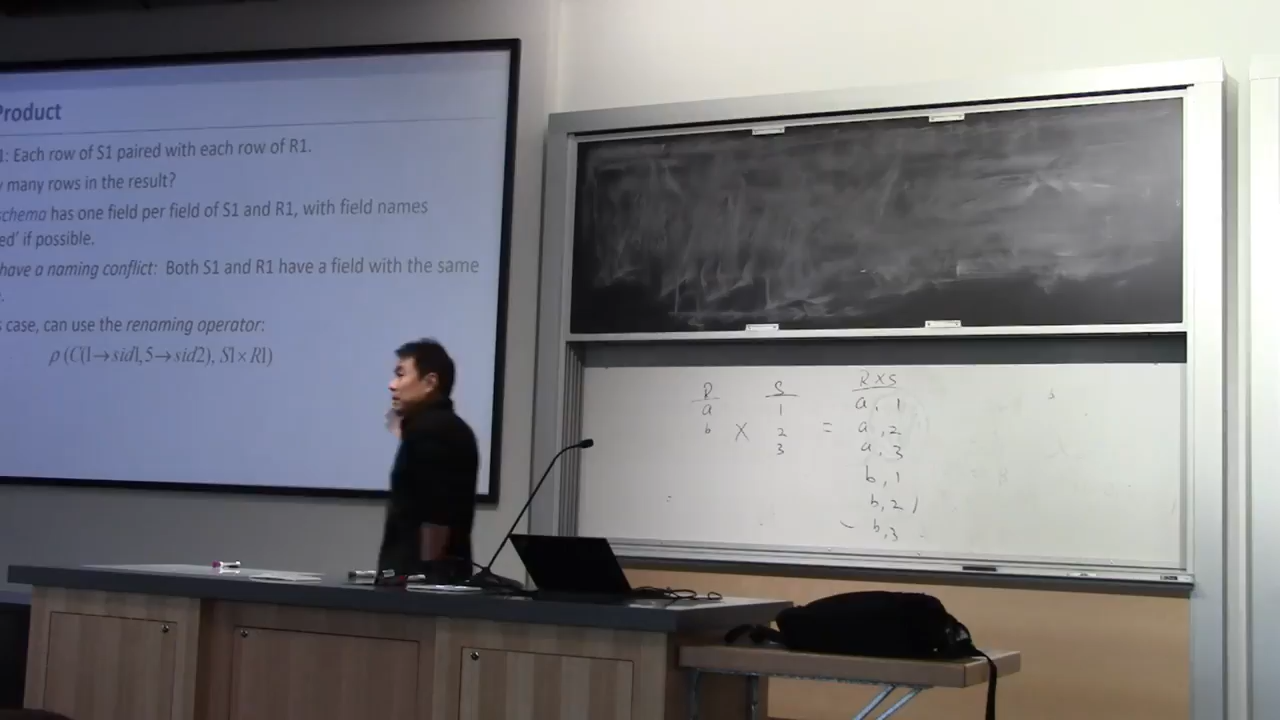 Product
1: Each row of S1 paired with each row of R1.
many rows in the result?
schema has one field per field of S1 and R1, with field names
ed' if possible.
have a naming conflict: Both S1 and R1 have a field with the same
s case, can use the renaming operator:
ρ (C(1→sid1,5→sid2), S1×R1)
R S R X S
a 1 a, 1
b X 2 = a, 2
3 a, 3
b, 1
b, 2
b, 3